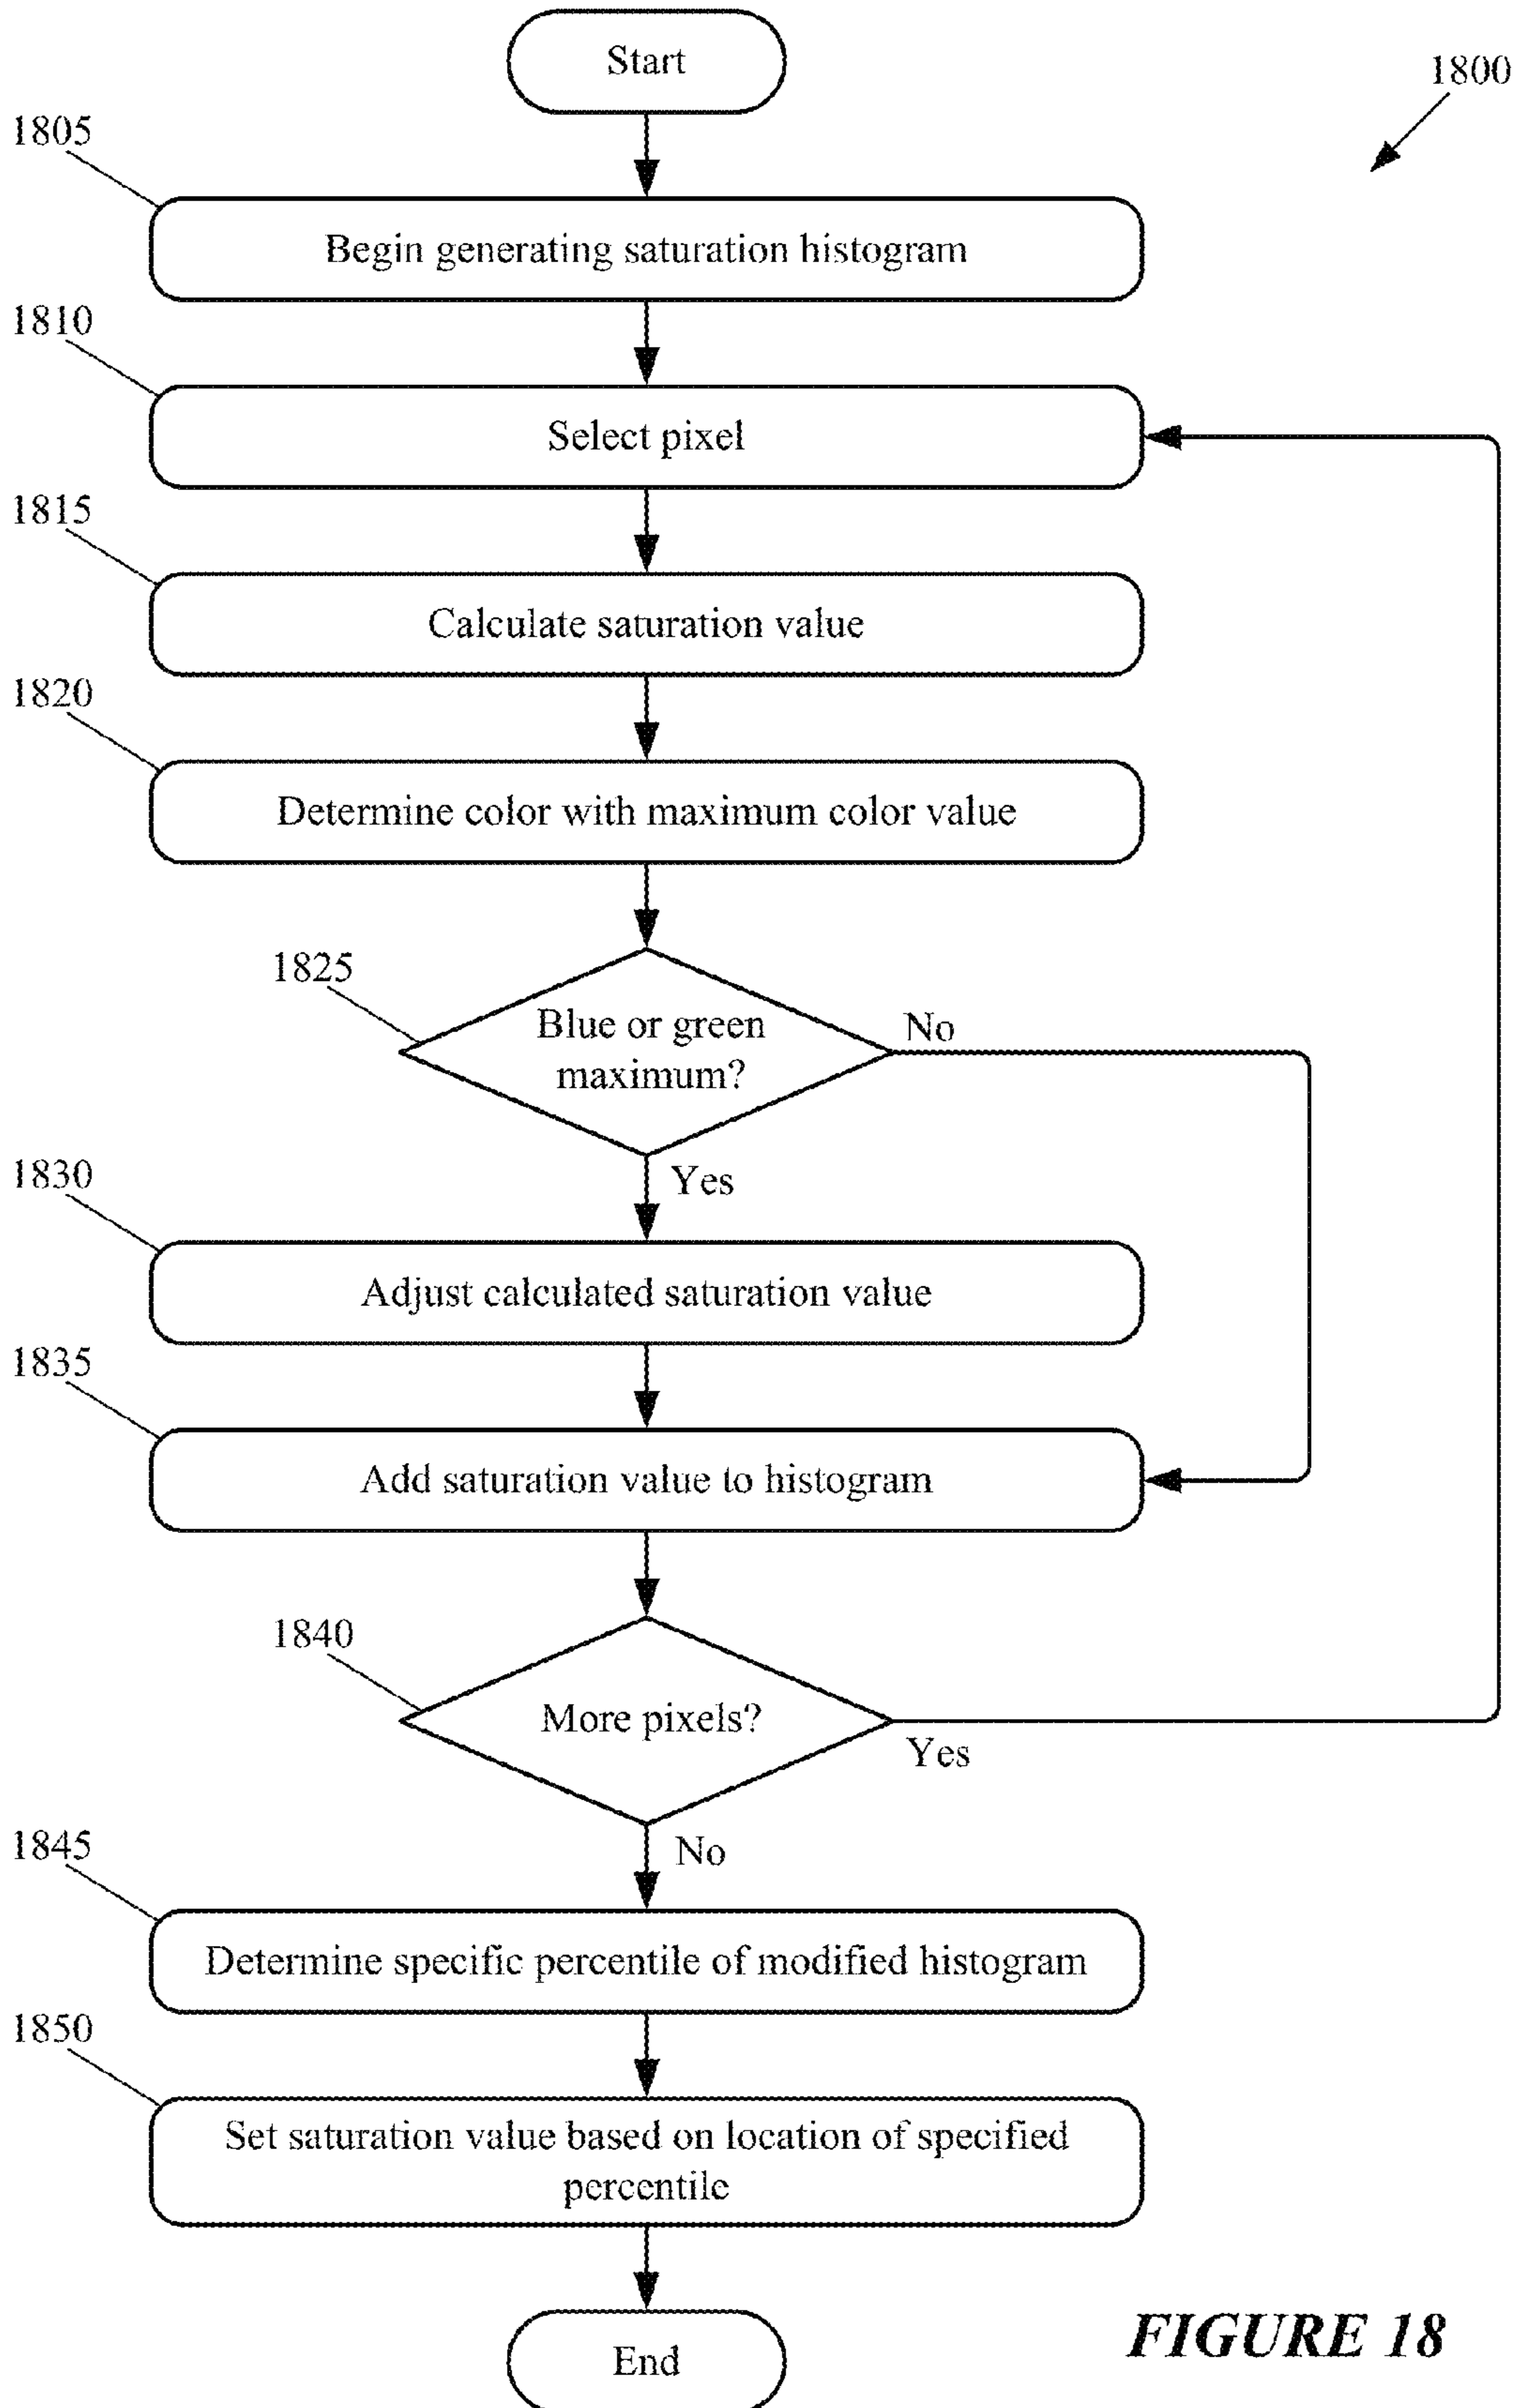 Start
1800
1805
Begin generating saturation histogram
1810
Select pixel
1815
Calculate saturation value
1820
Determine color with maximum color value
1825
Blue or green
maximum?
No
Yes
1830
Adjust calculated saturation value
1835
Add saturation value to histogram
1840
More pixels?
Yes
No
1845
Determine specific percentile of modified histogram
1850
Set saturation value based on location of specified
percentile
End
FIGURE 18